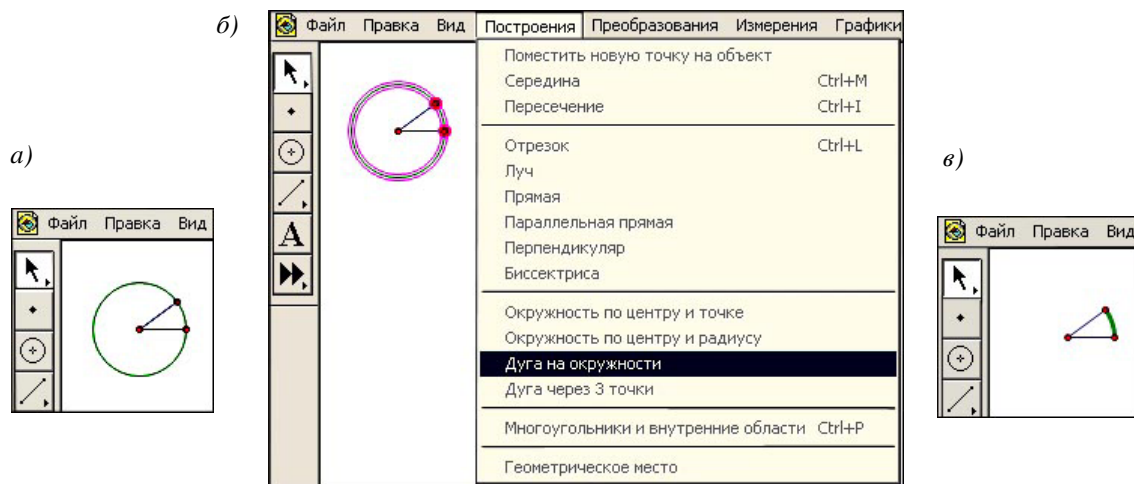 а)
Файл Правка Вид
б)
Файл Правка Вид Построения Преобразования Измерения Графики
Поместить новую точку на объект
Середина Ctrl+M
Пересечение Ctrl+I
Отрезок Ctrl+L
Луч
Прямая
Параллельная прямая
Перпендикуляр
Биссектриса
Окружность по центру и точке
Окружность по центру и радиусу
Дуга на окружности
Дуга через 3 точки
Многоугольники и внутренние области Ctrl+P
Геометрическое место
A
в)
Файл Правка Вид